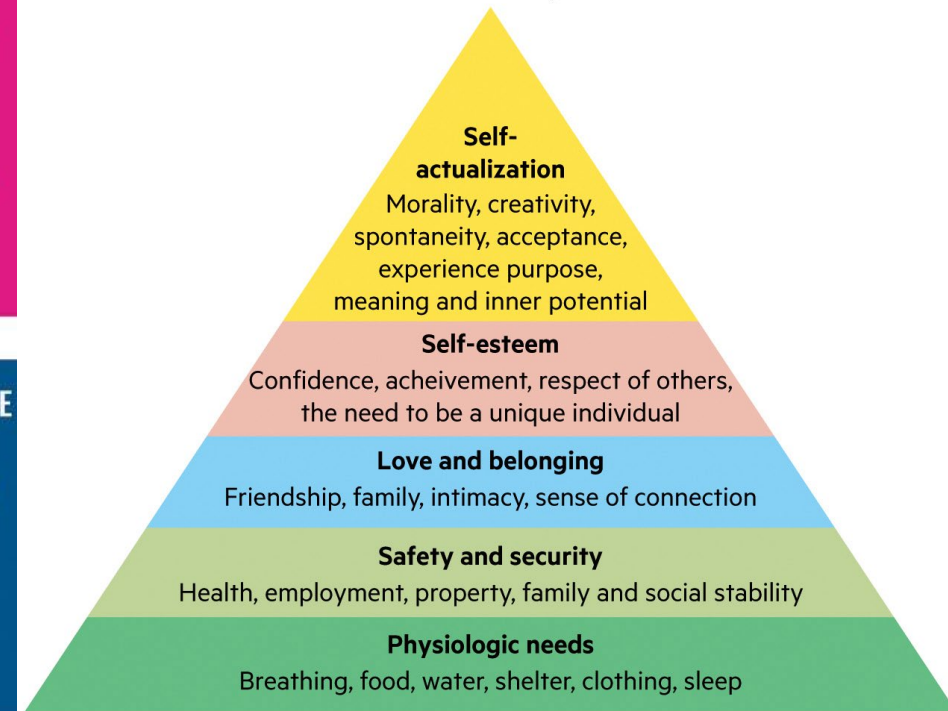 Self-
actualization
Morality, creativity,
spontaneity, acceptance,
experience purpose,
meaning and inner potential
Self-esteem
Confidence, acheivement, respect of others,
the need to be a unique individual
Love and belonging
Friendship, family, intimacy, sense of connection
Safety and security
Health, employment, property, family and social stability
Physiologic needs
Breathing, food, water, shelter, clothing, sleep
E